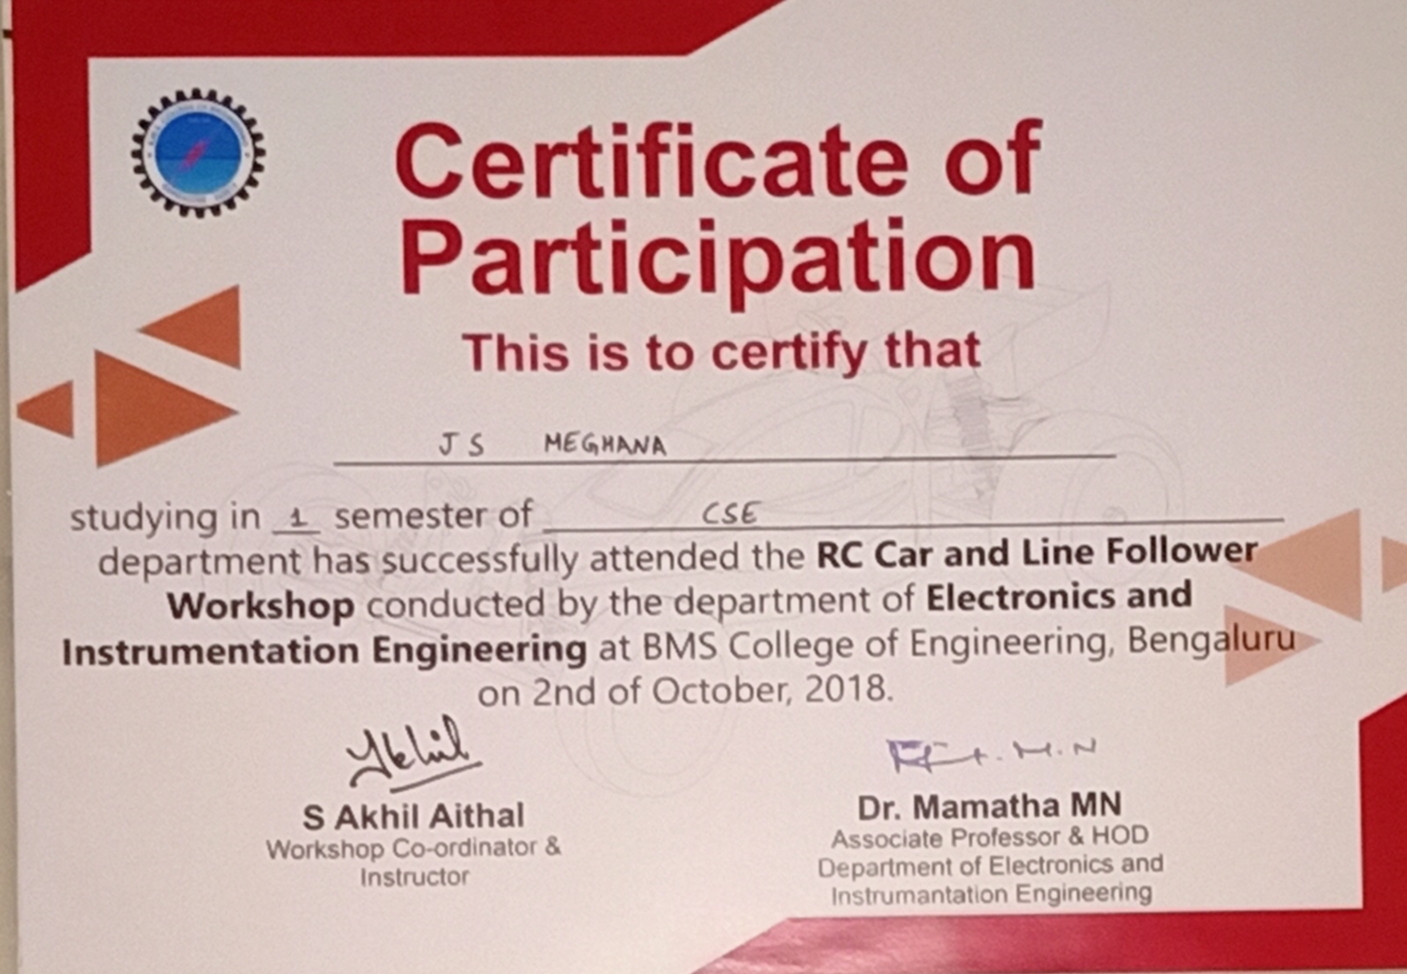 Certificate of
Participation
This is to certify that
J S MEGHANA
studying in 1 semester of CSE
department has successfully attended the RC Car and Line Follower
Workshop conducted by the department of Electronics and
Instrumentation Engineering at BMS College of Engineering, Bengaluru
on 2nd of October, 2018.
Akhil
S Akhil Aithal
Workshop Co-ordinator &
Instructor
M.N
Dr. Mamatha MN
Associate Professor & HOD
Department of Electronics and
Instrumantation Engineering